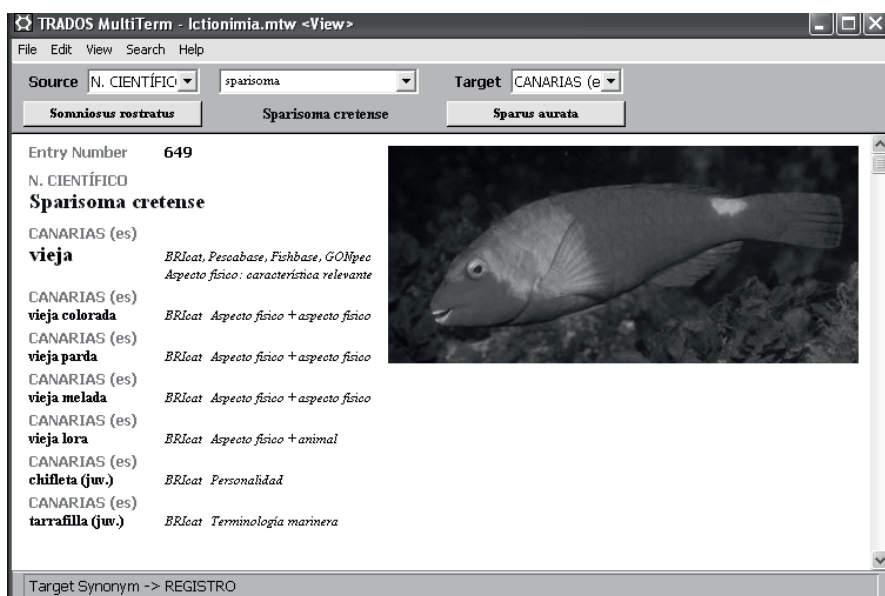 TRADOS MultiTerm - Ictionimia.mtw <View>
File Edit View Search Help
Source N. CIENTÍFIC sparisoma Target CANARIAS (e
Somniosus rostratus Sparisoma cretense Sparus aurata
Entry Number 649
N. CIENTÍFICO
Sparisoma cretense
CANARIAS (es)
vieja BRIcat, Pescabase, Fishbase, GONpec
Aspecto físico: característica relevante
CANARIAS (es)
vieja colorada BRIcat Aspecto físico + aspecto físico
CANARIAS (es)
vieja parda BRIcat Aspecto físico + aspecto físico
CANARIAS (es)
vieja melada BRIcat Aspecto físico + aspecto físico
CANARIAS (es)
vieja lora BRIcat Aspecto físico + animal
CANARIAS (es)
chifleta (juv.) BRIcat Personalidad
CANARIAS (es)
tarrafilla (juv.) BRIcat Terminología marinera
Target Synonym -> REGISTRO